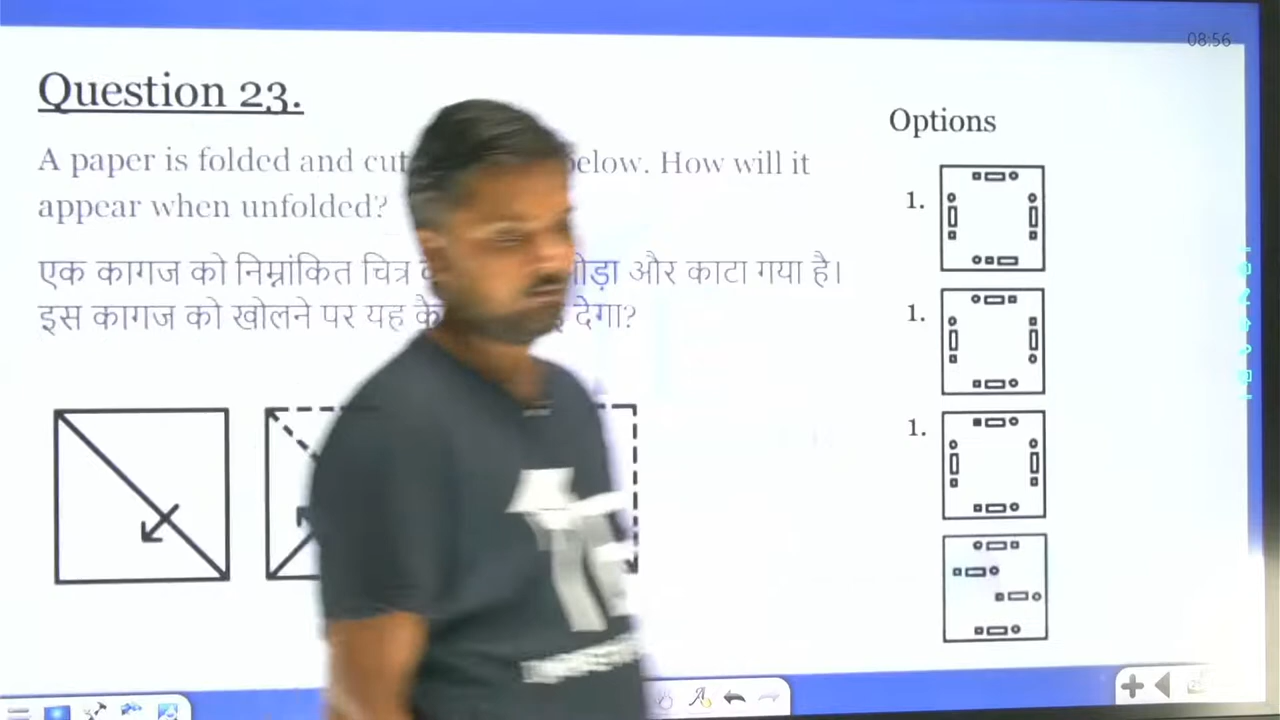 08:56
Question 23.
Options
A paper is folded and cut below. How will it
appear when unfolded?
एक कागज को निम्नांकित चित्र और काटा गया है।
इस कागज को खोलने पर यह देगा?
1.
1.
1.